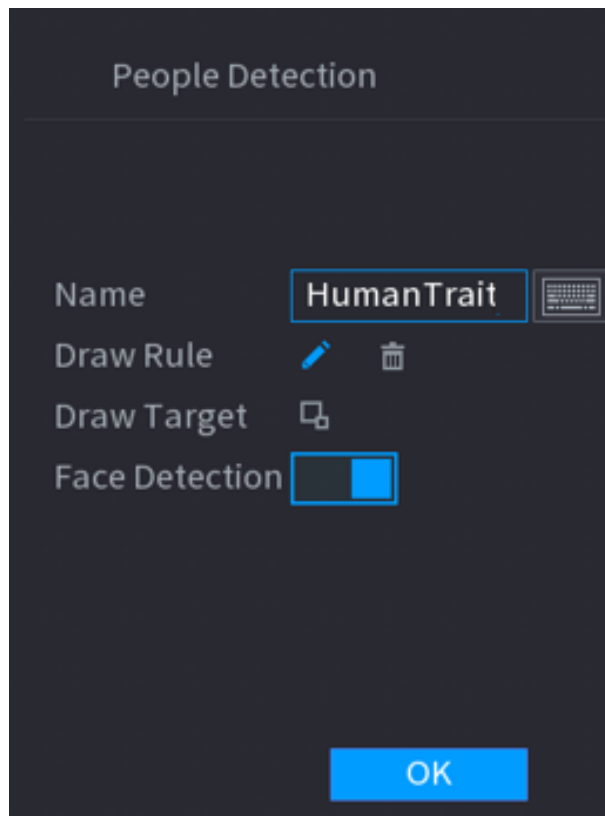 People Detection
Name HumanTrait
Draw Rule
Draw Target
Face Detection
OK